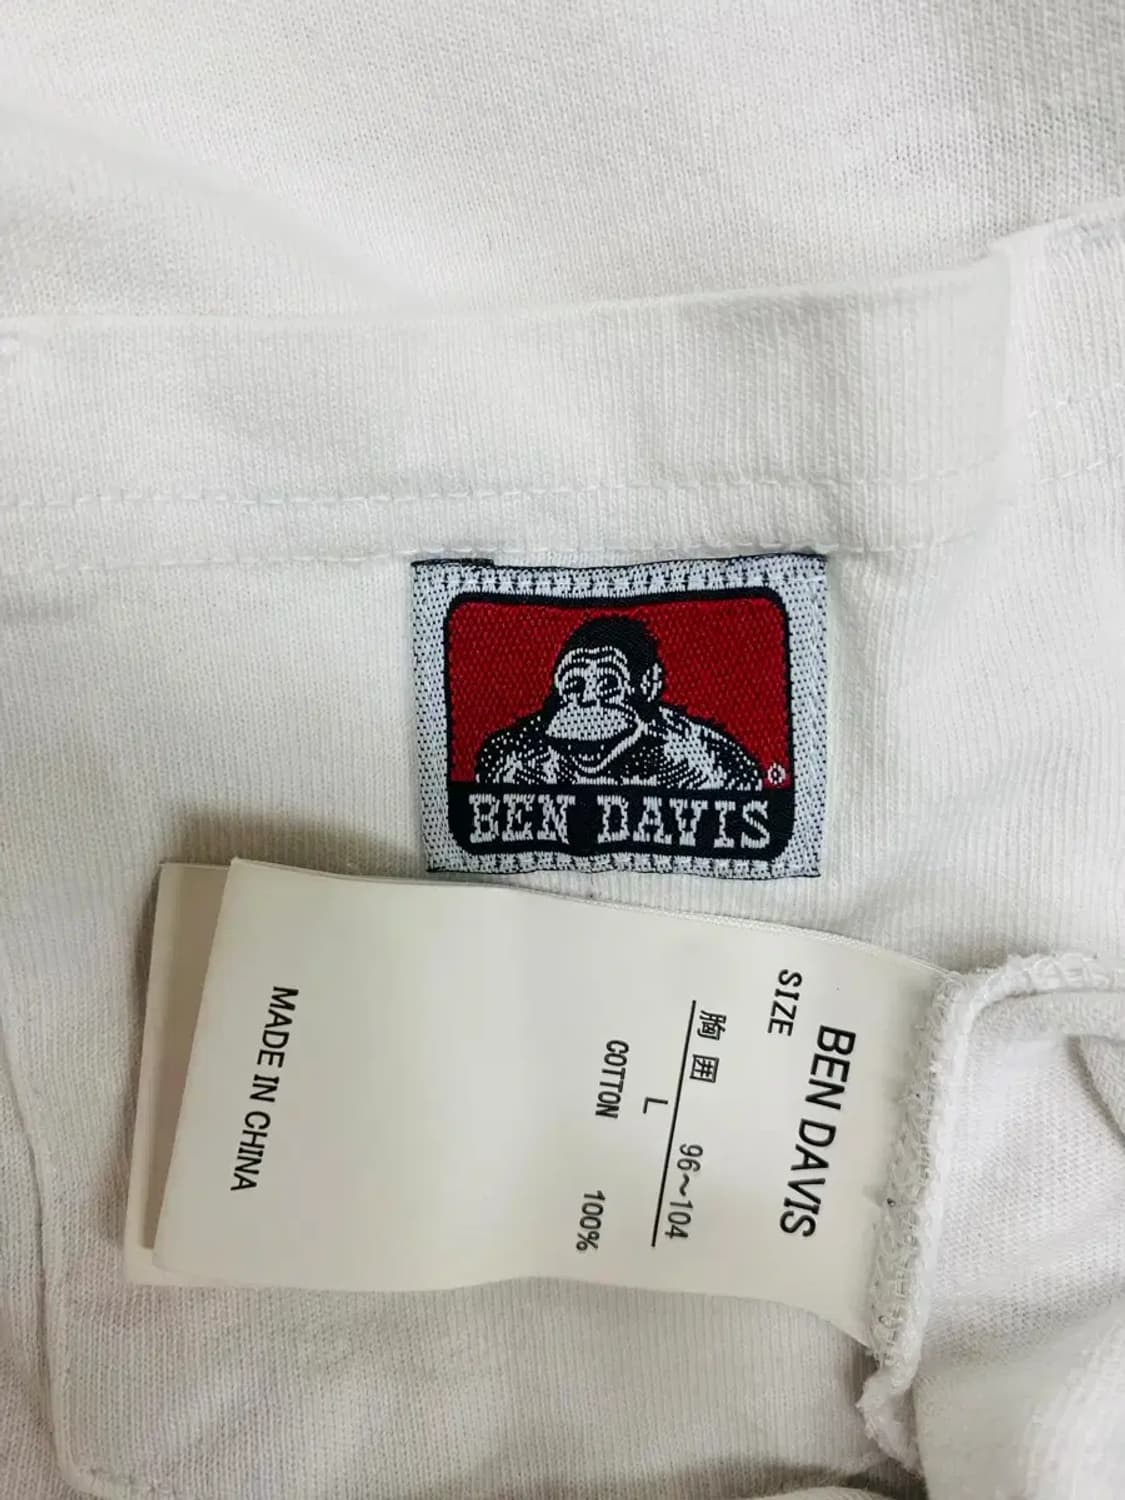 BEN DAVIS
BEN DAVIS
SIZE
胸囲 96～104
L
COTTON 100%
MADE IN CHINA